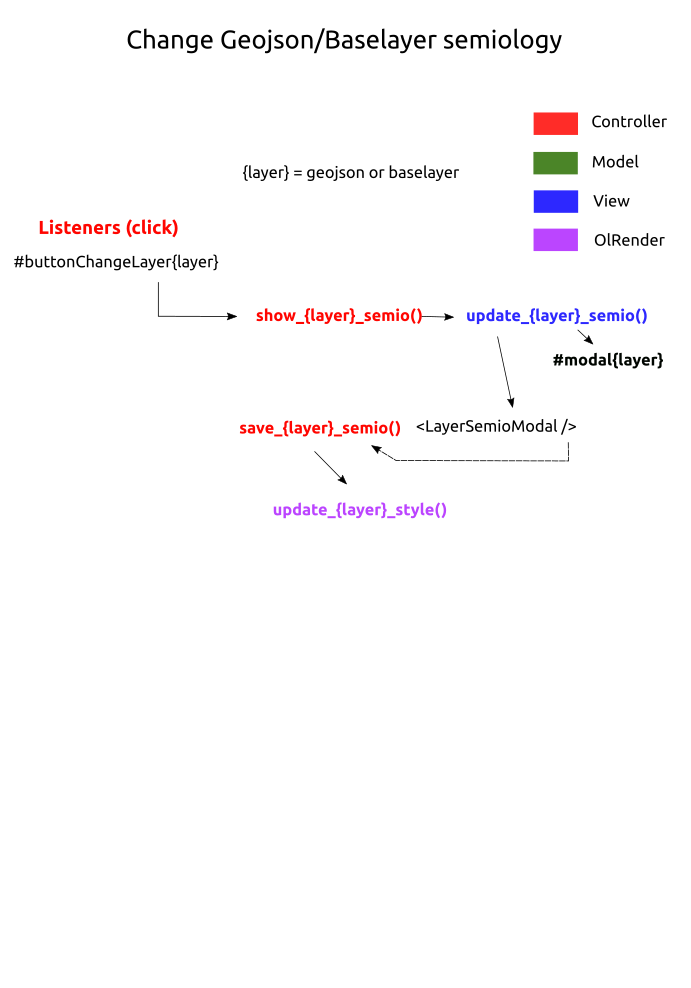 Change Geojson/Baselayer semiology
Controller
Model
{layer} = geojson or baselayer
View
Listeners (click)
OlRender
#buttonChangeLayer{layer}
show_{layer}_semio()
update_{layer}_semio()
#modal{layer}
save_{layer}_semio()
<LayerSemioModal />
update_{layer}_style()